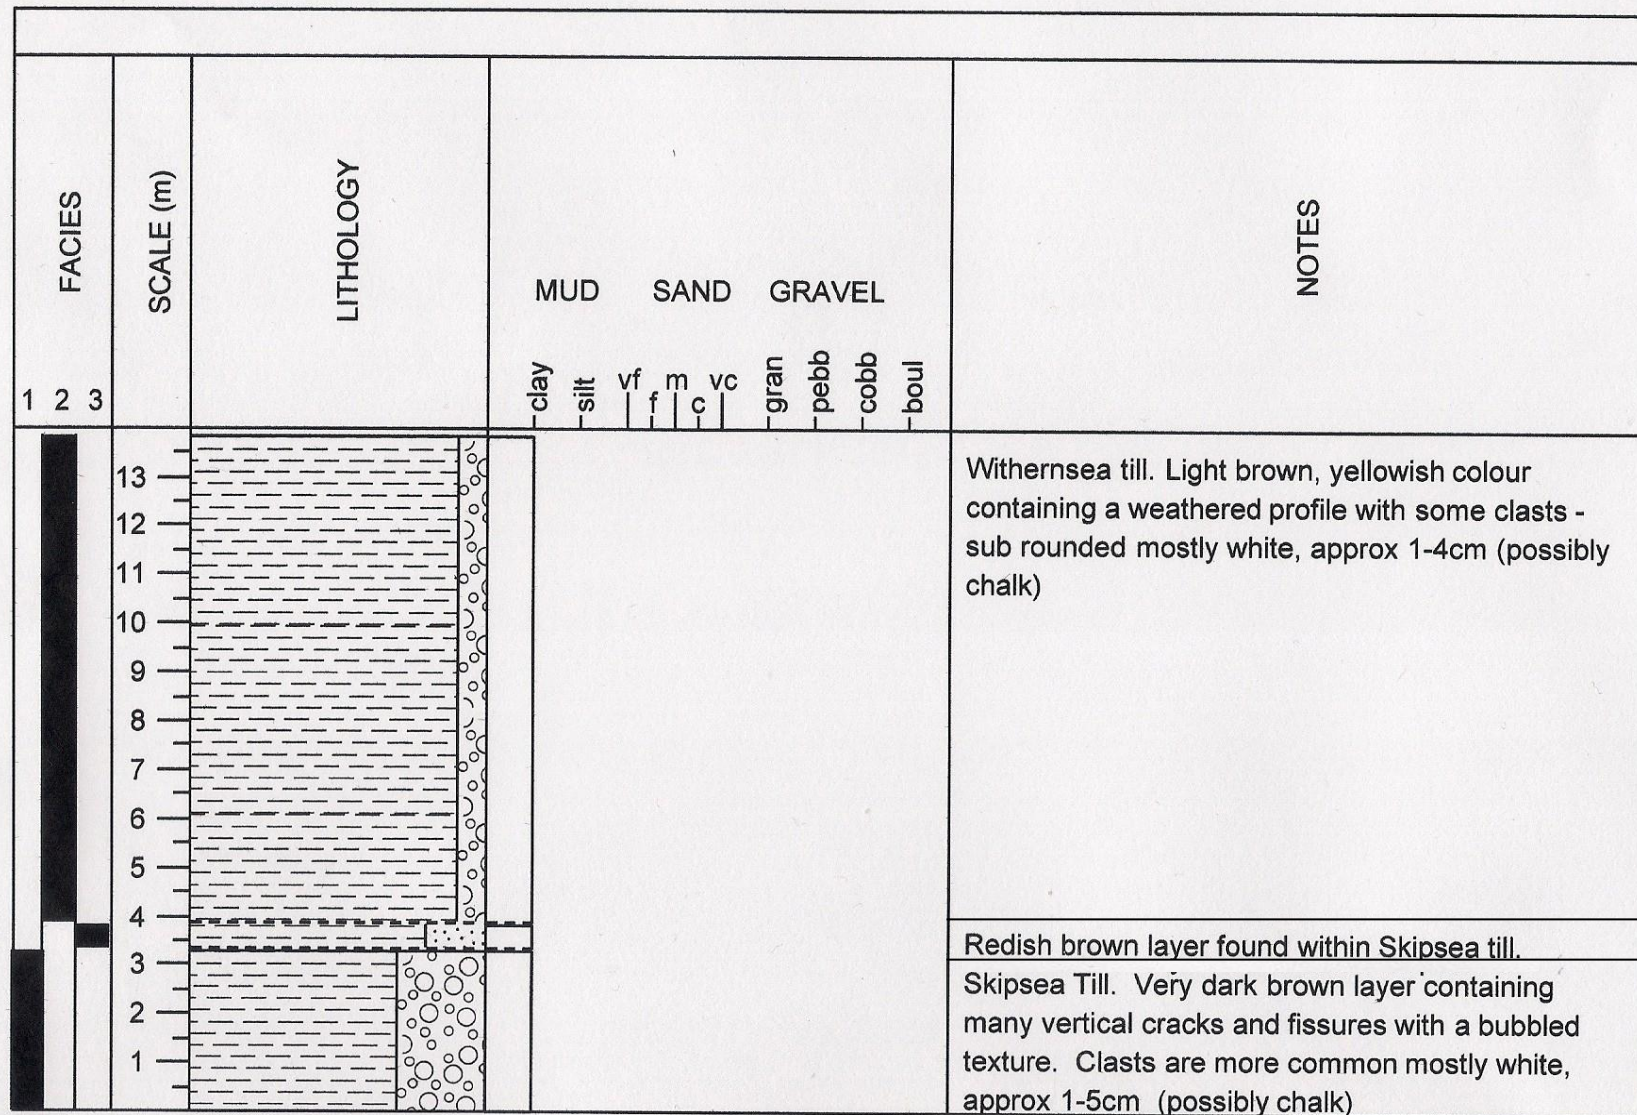 FACIES
SCALE (m)
LITHOLOGY
MUD SAND GRAVEL
NOTES
1 2 3
clay silt vf f m c vc gran pebb cobb boul
13
12
11
10
9
8
7
6
5
4
3
2
1
Withernsea till. Light brown, yellowish colour
containing a weathered profile with some clasts -
sub rounded mostly white, approx 1-4cm (possibly
chalk)
Redish brown layer found within Skipsea till.
Skipsea Till. Very dark brown layer containing
many vertical cracks and fissures with a bubbled
texture. Clasts are more common mostly white,
approx 1-5cm (possibly chalk)